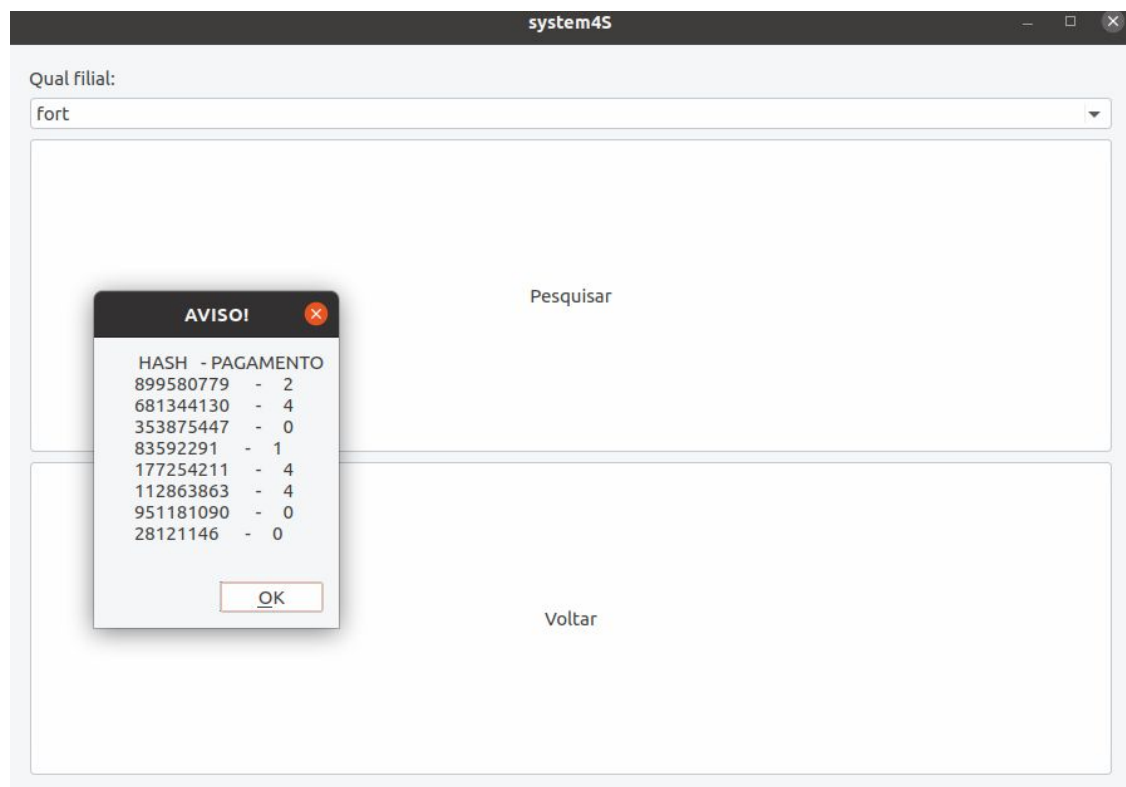 system4S
Qual filial:
fort
Pesquisar
AVISO!
HASH - PAGAMENTO
899580779 - 2
681344130 - 4
353875447 - 0
83592291 - 1
177254211 - 4
112863863 - 4
951181090 - 0
28121146 - 0
OK
Voltar